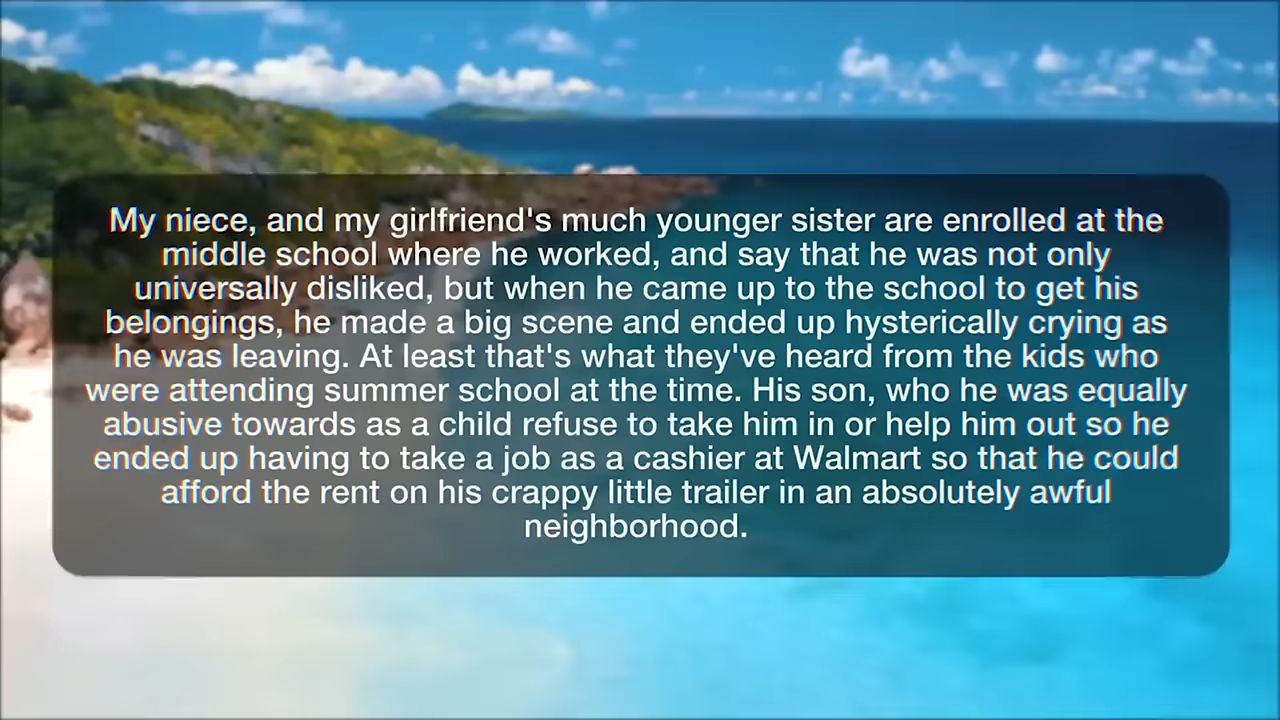 My niece, and my girlfriend's much younger sister are enrolled at the
middle school where he worked, and say that he was not only
universally disliked, but when he came up to the school to get his
belongings, he made a big scene and ended up hysterically crying as
he was leaving. At least that's what they've heard from the kids who
were attending summer school at the time. His son, who he was equally
abusive towards as a child refuse to take him in or help him out so he
ended up having to take a job as a cashier at Walmart so that he could
afford the rent on his crappy little trailer in an absolutely awful
neighborhood.